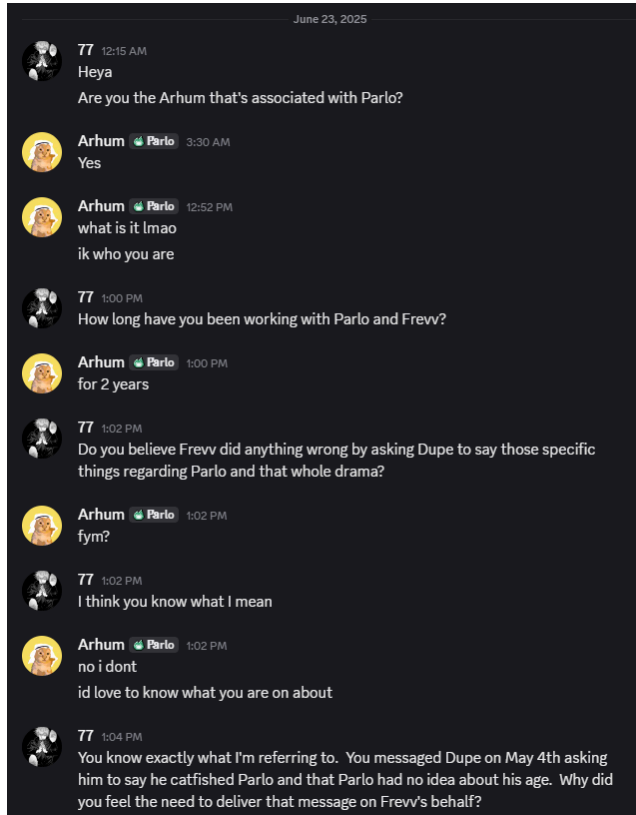 June 23, 2025
77 12:15 AM
Heya
Are you the Arhum that's associated with Parlo?
Arhum Parlo 3:30 AM
Yes
Arhum Parlo 12:52 PM
what is it lmao
ik who you are
77 1:00 PM
How long have you been working with Parlo and Frevv?
Arhum Parlo 1:00 PM
for 2 years
77 1:02 PM
Do you believe Frevv did anything wrong by asking Dupe to say those specific
things regarding Parlo and that whole drama?
Arhum Parlo 1:02 PM
fym?
77 1:02 PM
I think you know what I mean
Arhum Parlo 1:02 PM
no i dont
id love to know what you are on about
77 1:04 PM
You know exactly what I'm referring to.  You messaged Dupe on May 4th asking
him to say he catfished Parlo and that Parlo had no idea about his age.  Why did
you feel the need to deliver that message on Frevv's behalf?